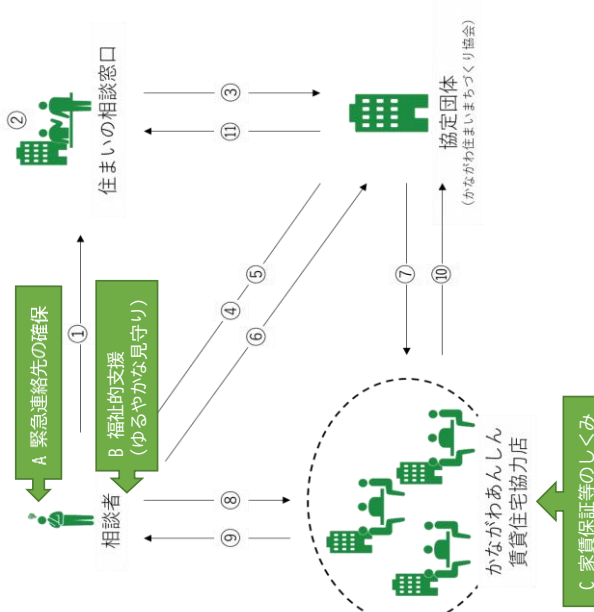 A 緊急連絡先の確保
①
②
住まいの相談窓口
B 福祉的支援
(ゆるやかな見守り)
相談者
③
⑪
④
⑤
⑥
協定団体
(かながわ住まいまちづくり協会)
⑧
⑨
⑦
⑩
かながわあんしん
賃貸住宅協力店
C 家賃保証等のしくみ